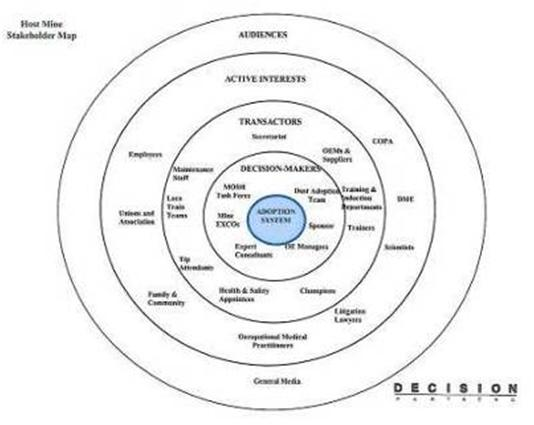 Host Mine
Stakeholder Map
AUDIENCES
ACTIVE INTERESTS
TRANSACTORS
Secretariat
COPA
OEMs &
Suppliers
Employees
DECISION-MAKERS
Maintenance
Staff
MOSH
Task Force
Dust Adoption
Team
Training &
Induction
Departments
DME
Loco
Train
Teams
Unions and
Association
Mine
EXCOs
ADOPTION
SYSTEM
Sponsor
Trainers
Expert
Consultants
OE Managers
Scientists
Tip
Attendants
Family &
Community
Health & Safety
Appointees
Champions
Litigation
Lawyers
Occupational Medical
Practitioners
General Media
DECISION
PARTNERS